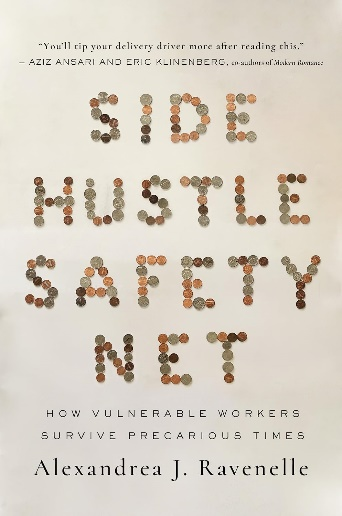 "You'll tip your delivery driver more after reading this."
– AZIZ ANSARI AND ERIC KLINENBERG, co-authors of Modern Romance
SIDE
HUSTLE
SAFETY
NET
HOW VULNERABLE WORKERS
SURVIVE PRECARIOUS TIMES
Alexandrea J. Ravenelle